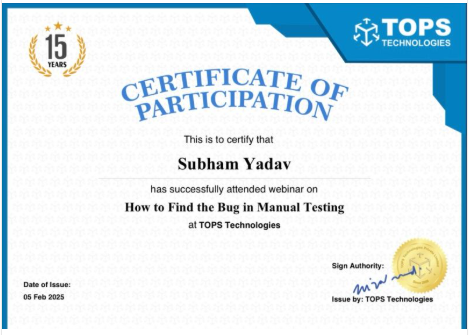 15
YEARS
TOPS
TECHNOLOGIES
CERTIFICATE OF
PARTICIPATION
This is to certify that
Subham Yadav
has successfully attended webinar on
How to Find the Bug in Manual Testing
at TOPS Technologies
Sign Authority:
Date of Issue:
05 Feb 2025
Issue by: TOPS Technologies